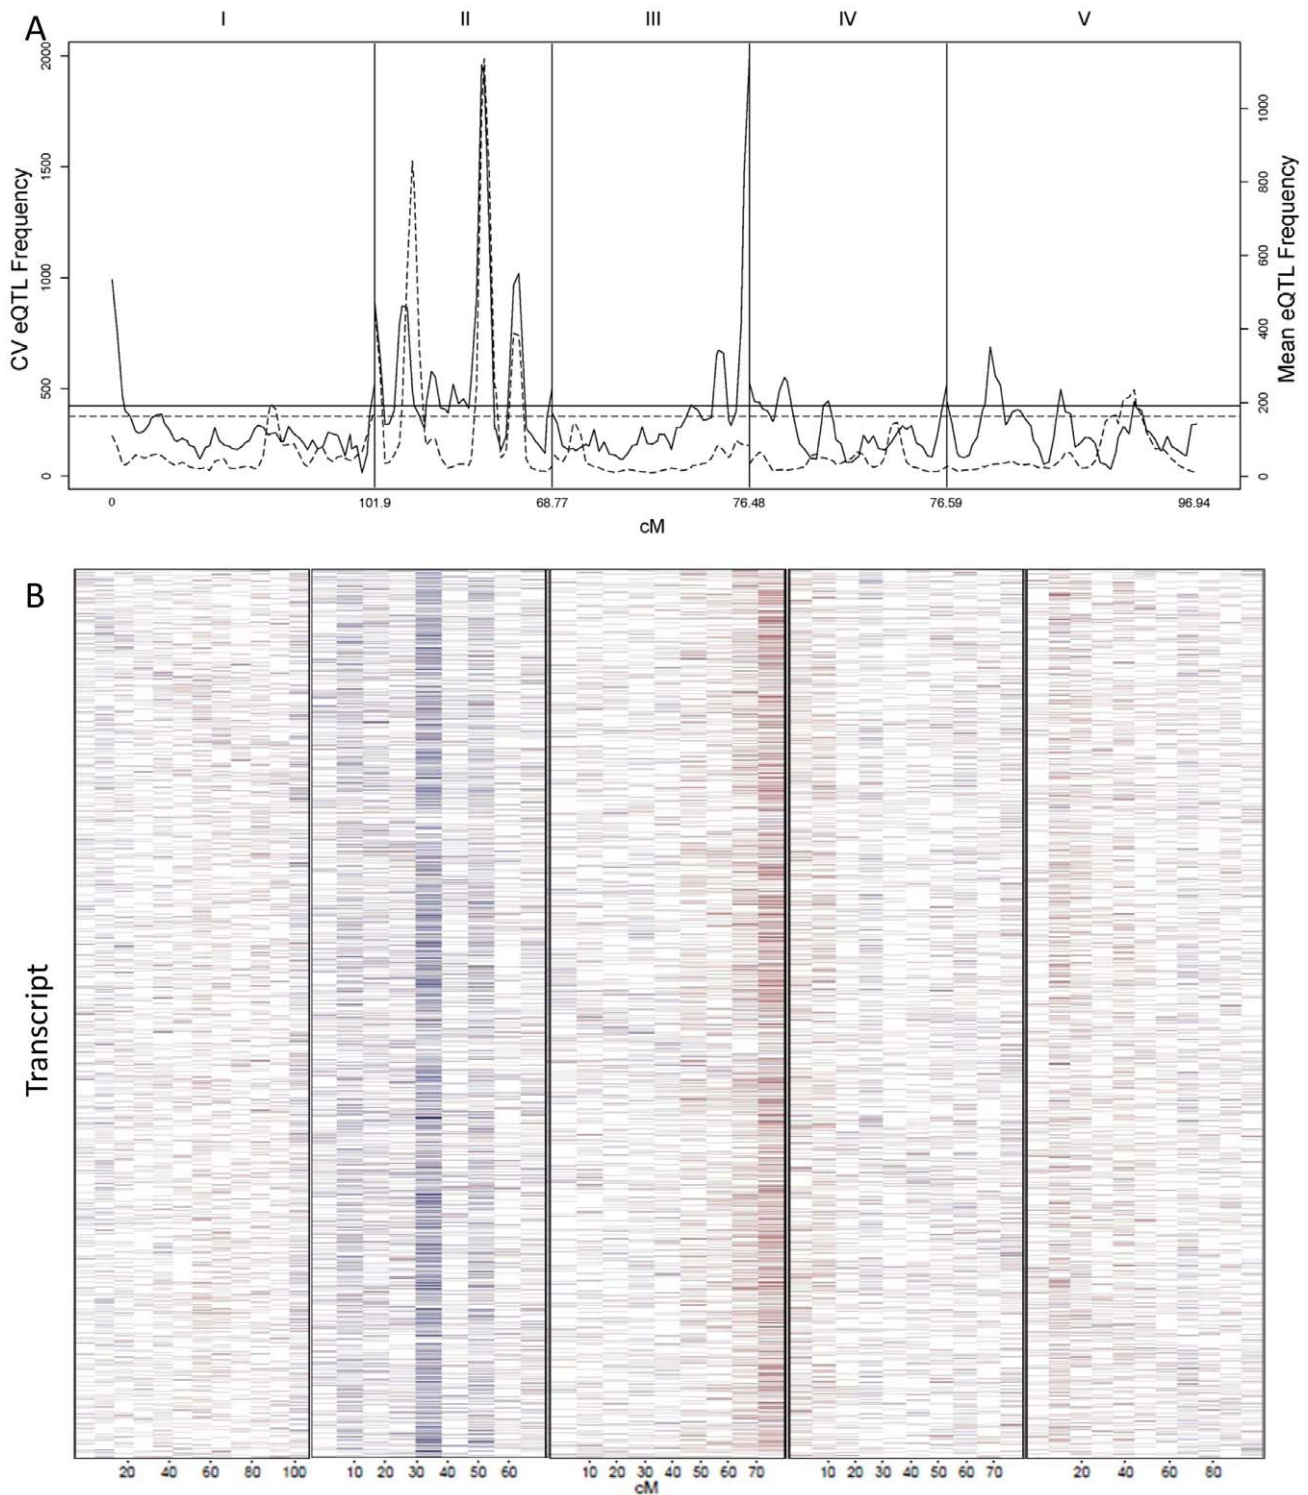 A
I II III IV V
CV eQTL Frequency
2000
1500
1000
500
0
Mean eQTL Frequency
1000
800
600
400
200
0
0 101.9 68.77 76.48 76.59 96.94
cM
B
Transcript
20 40 60 80 100 10 20 30 40 50 60 10 20 30 40 50 60 70 10 20 30 40 50 60 70 20 40 60 80
cM